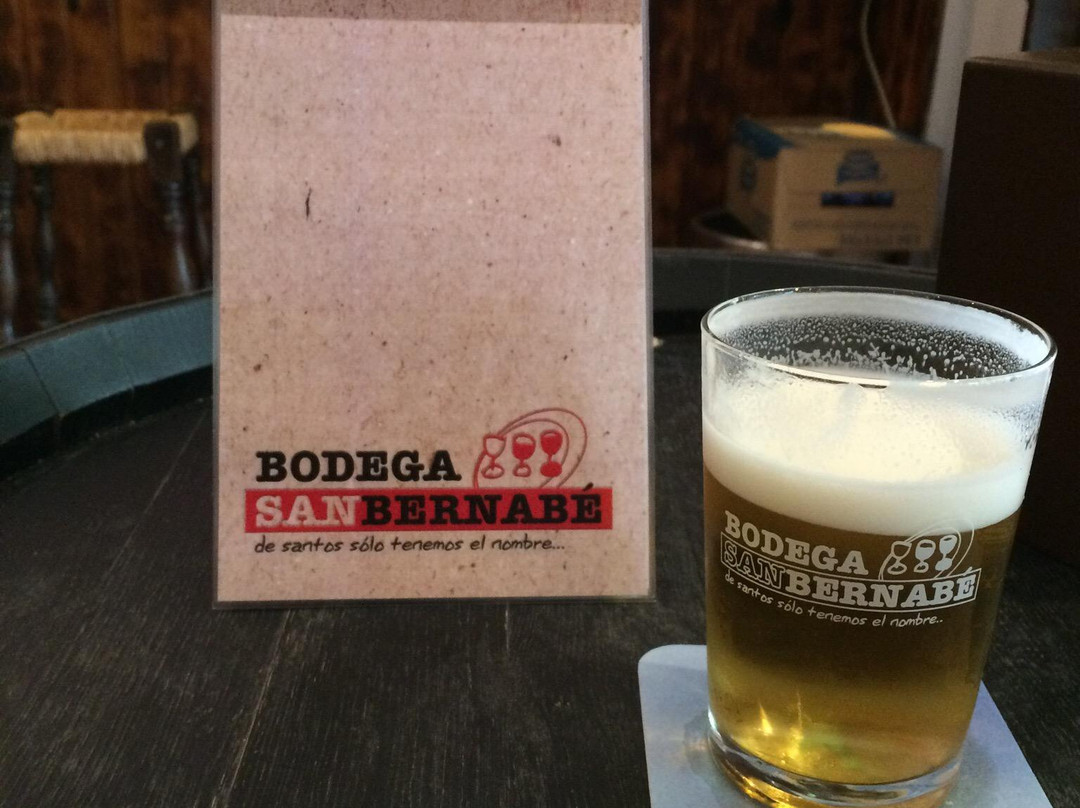 BODEGA
SANBERNABÉ
de santos sólo tenemos el nombre...
BODEGA
SANBERNABÉ
de santos sólo tenemos el nombre..